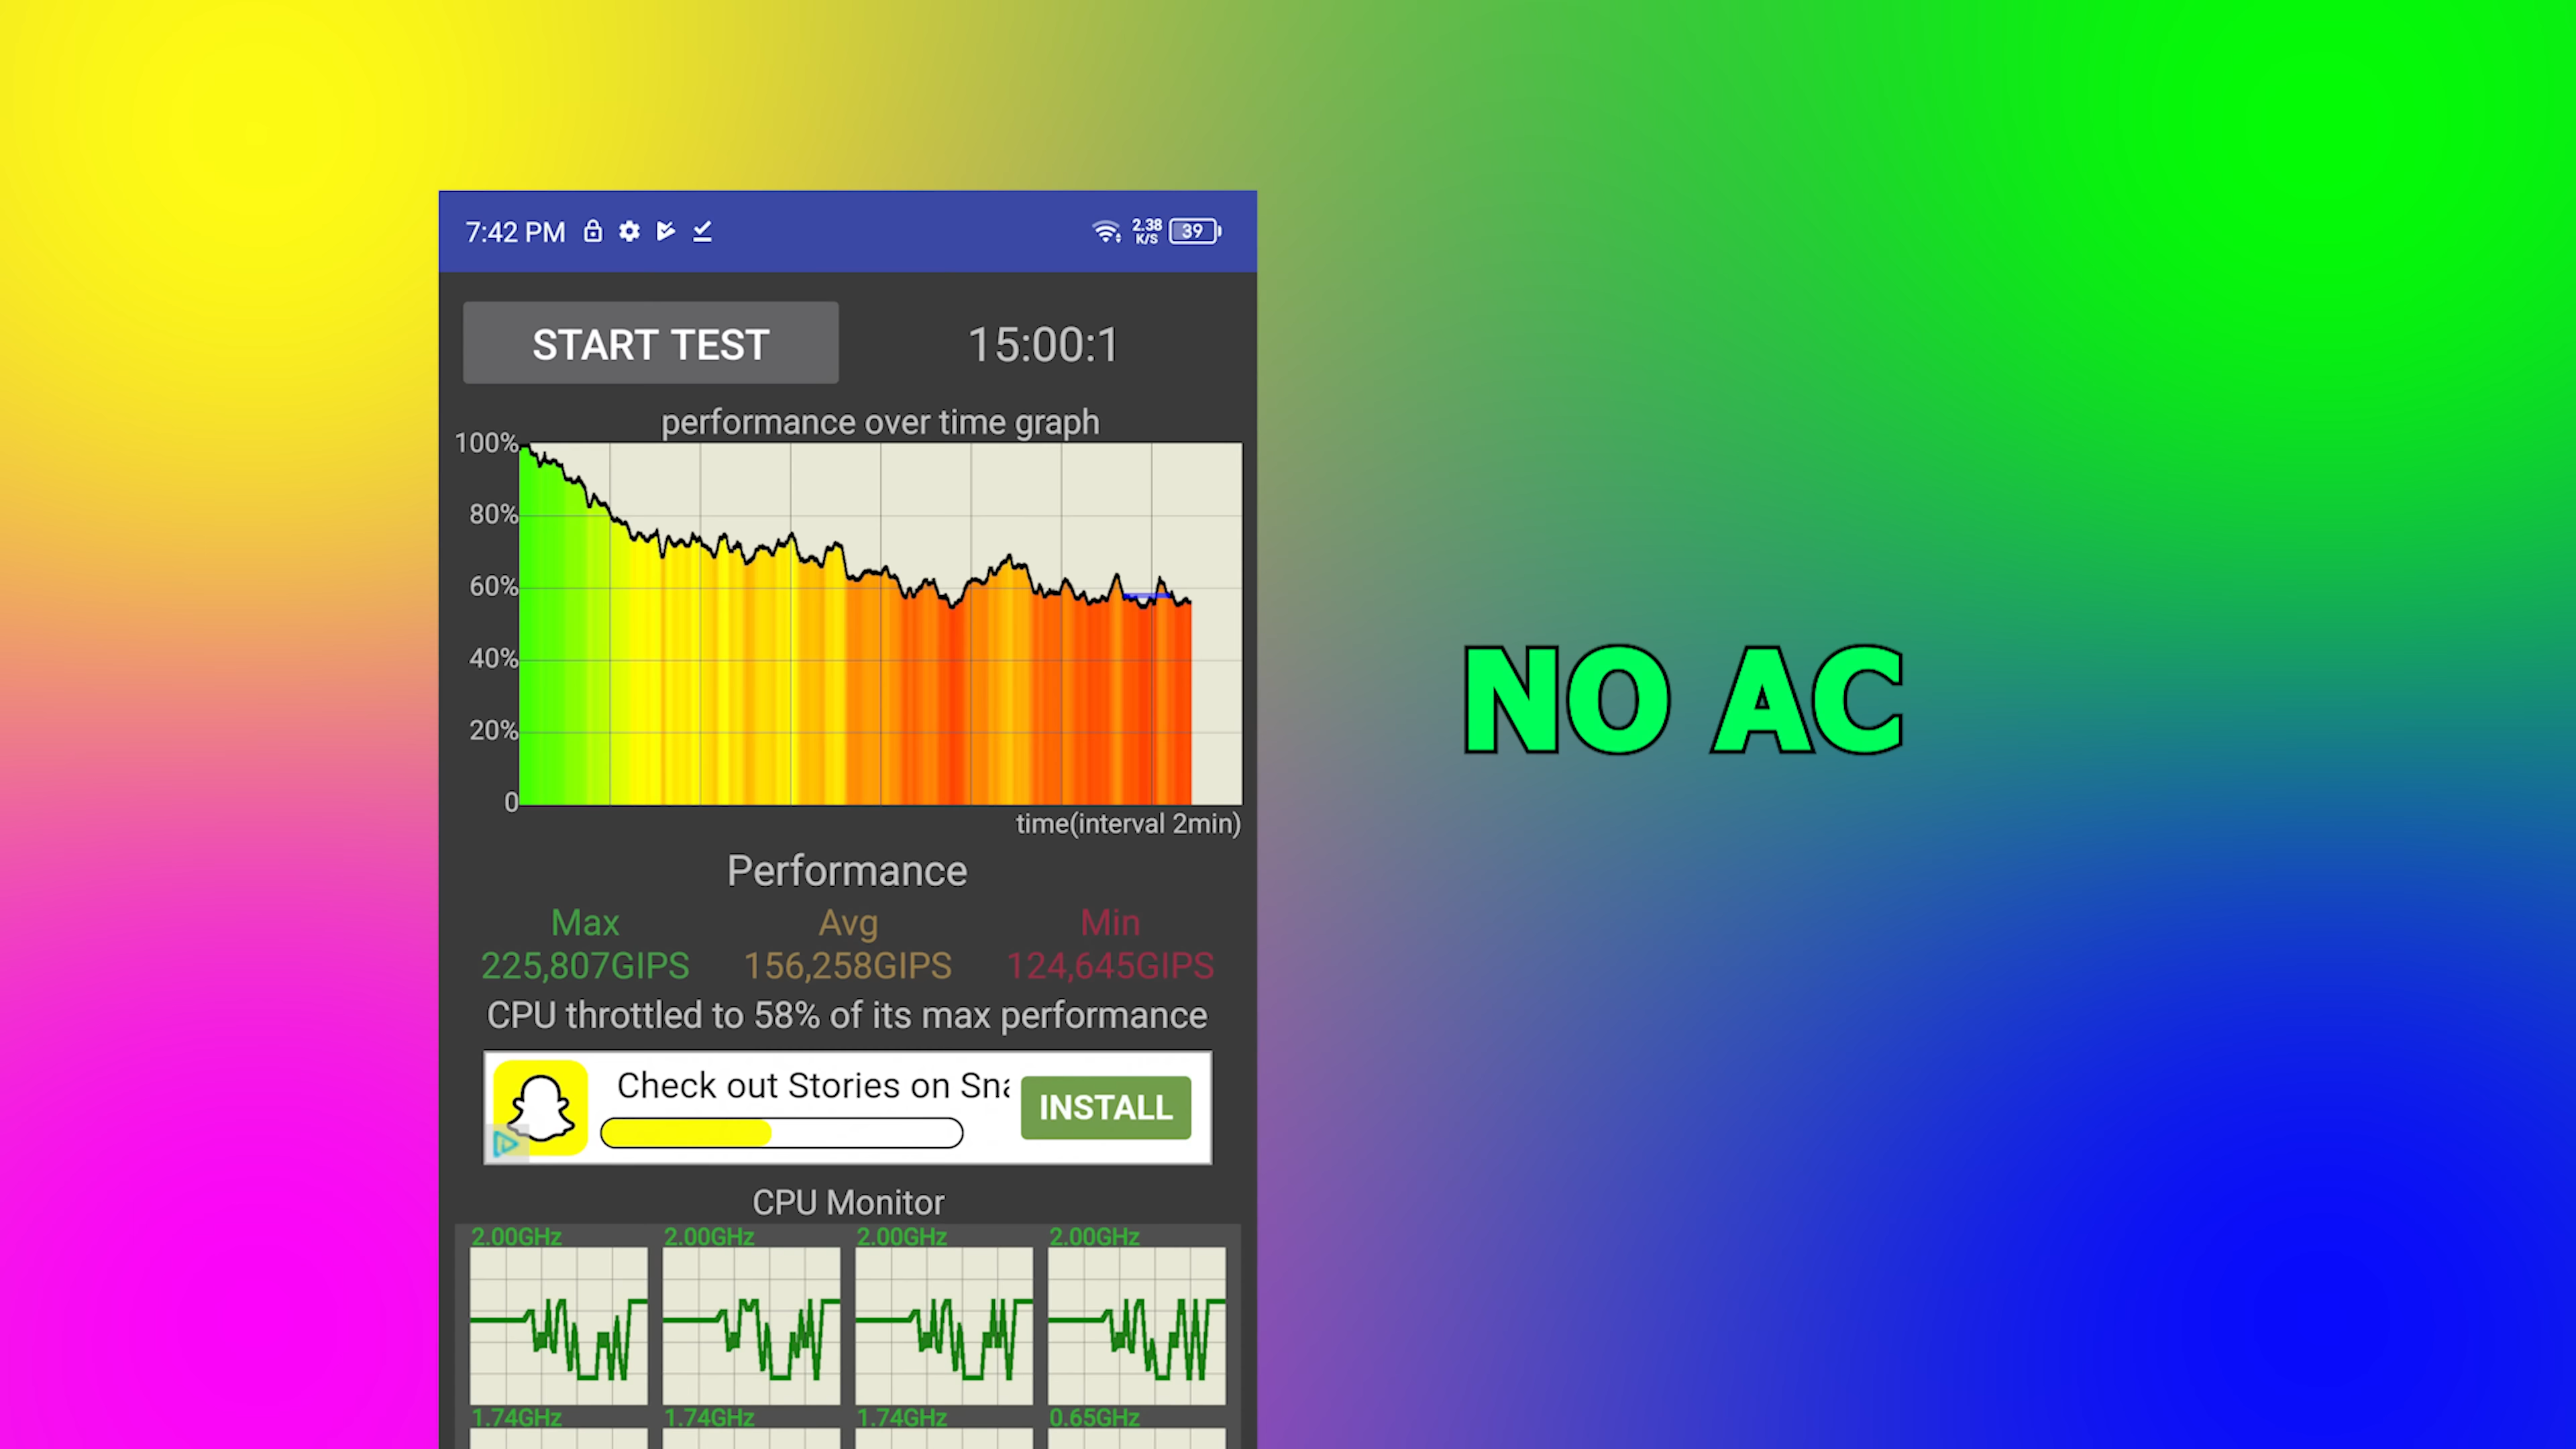 7:42 PM
2.38
K/S
39
START TEST
15:00:1
performance over time graph
100%
80%
60%
40%
20%
0
time(interval 2min)
Performance
Max Avg Min
225,807GIPS 156,258GIPS 124,645GIPS
CPU throttled to 58% of its max performance
Check out Stories on Sna
INSTALL
CPU Monitor
2.00GHz 2.00GHz 2.00GHz 2.00GHz
1.74GHz 1.74GHz 1.74GHz 0.65GHz
NO AC